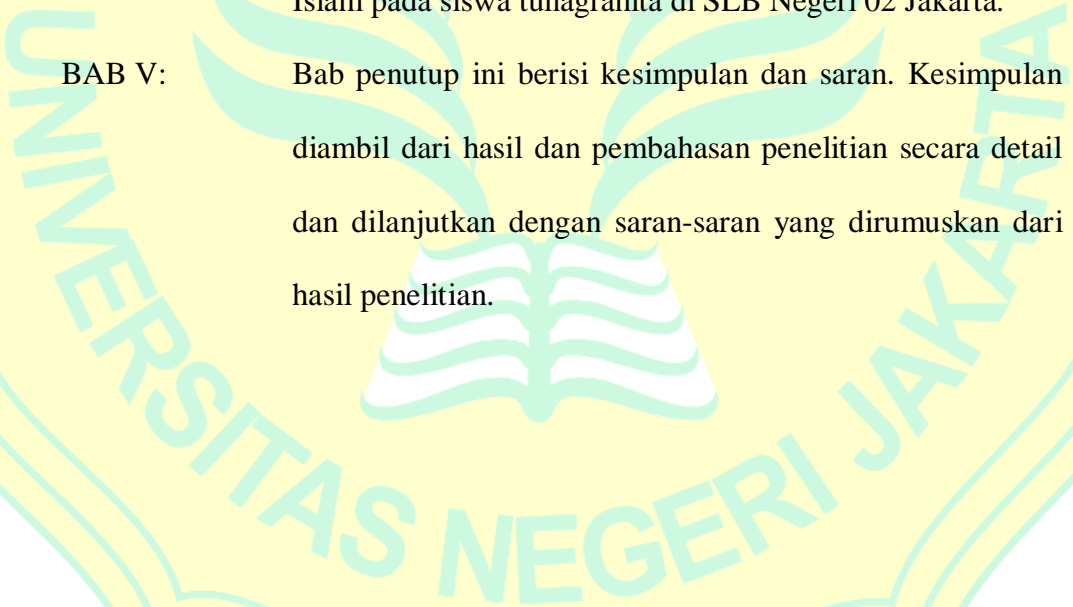 Islam pada siswa tunagrahita di SLB Negeri 02 Jakarta.
BAB V: Bab penutup ini berisi kesimpulan dan saran. Kesimpulan
diambil dari hasil dan pembahasan penelitian secara detail
dan dilanjutkan dengan saran-saran yang dirumuskan dari
hasil penelitian.
UNIVERSITAS NEGERI JAKARTA